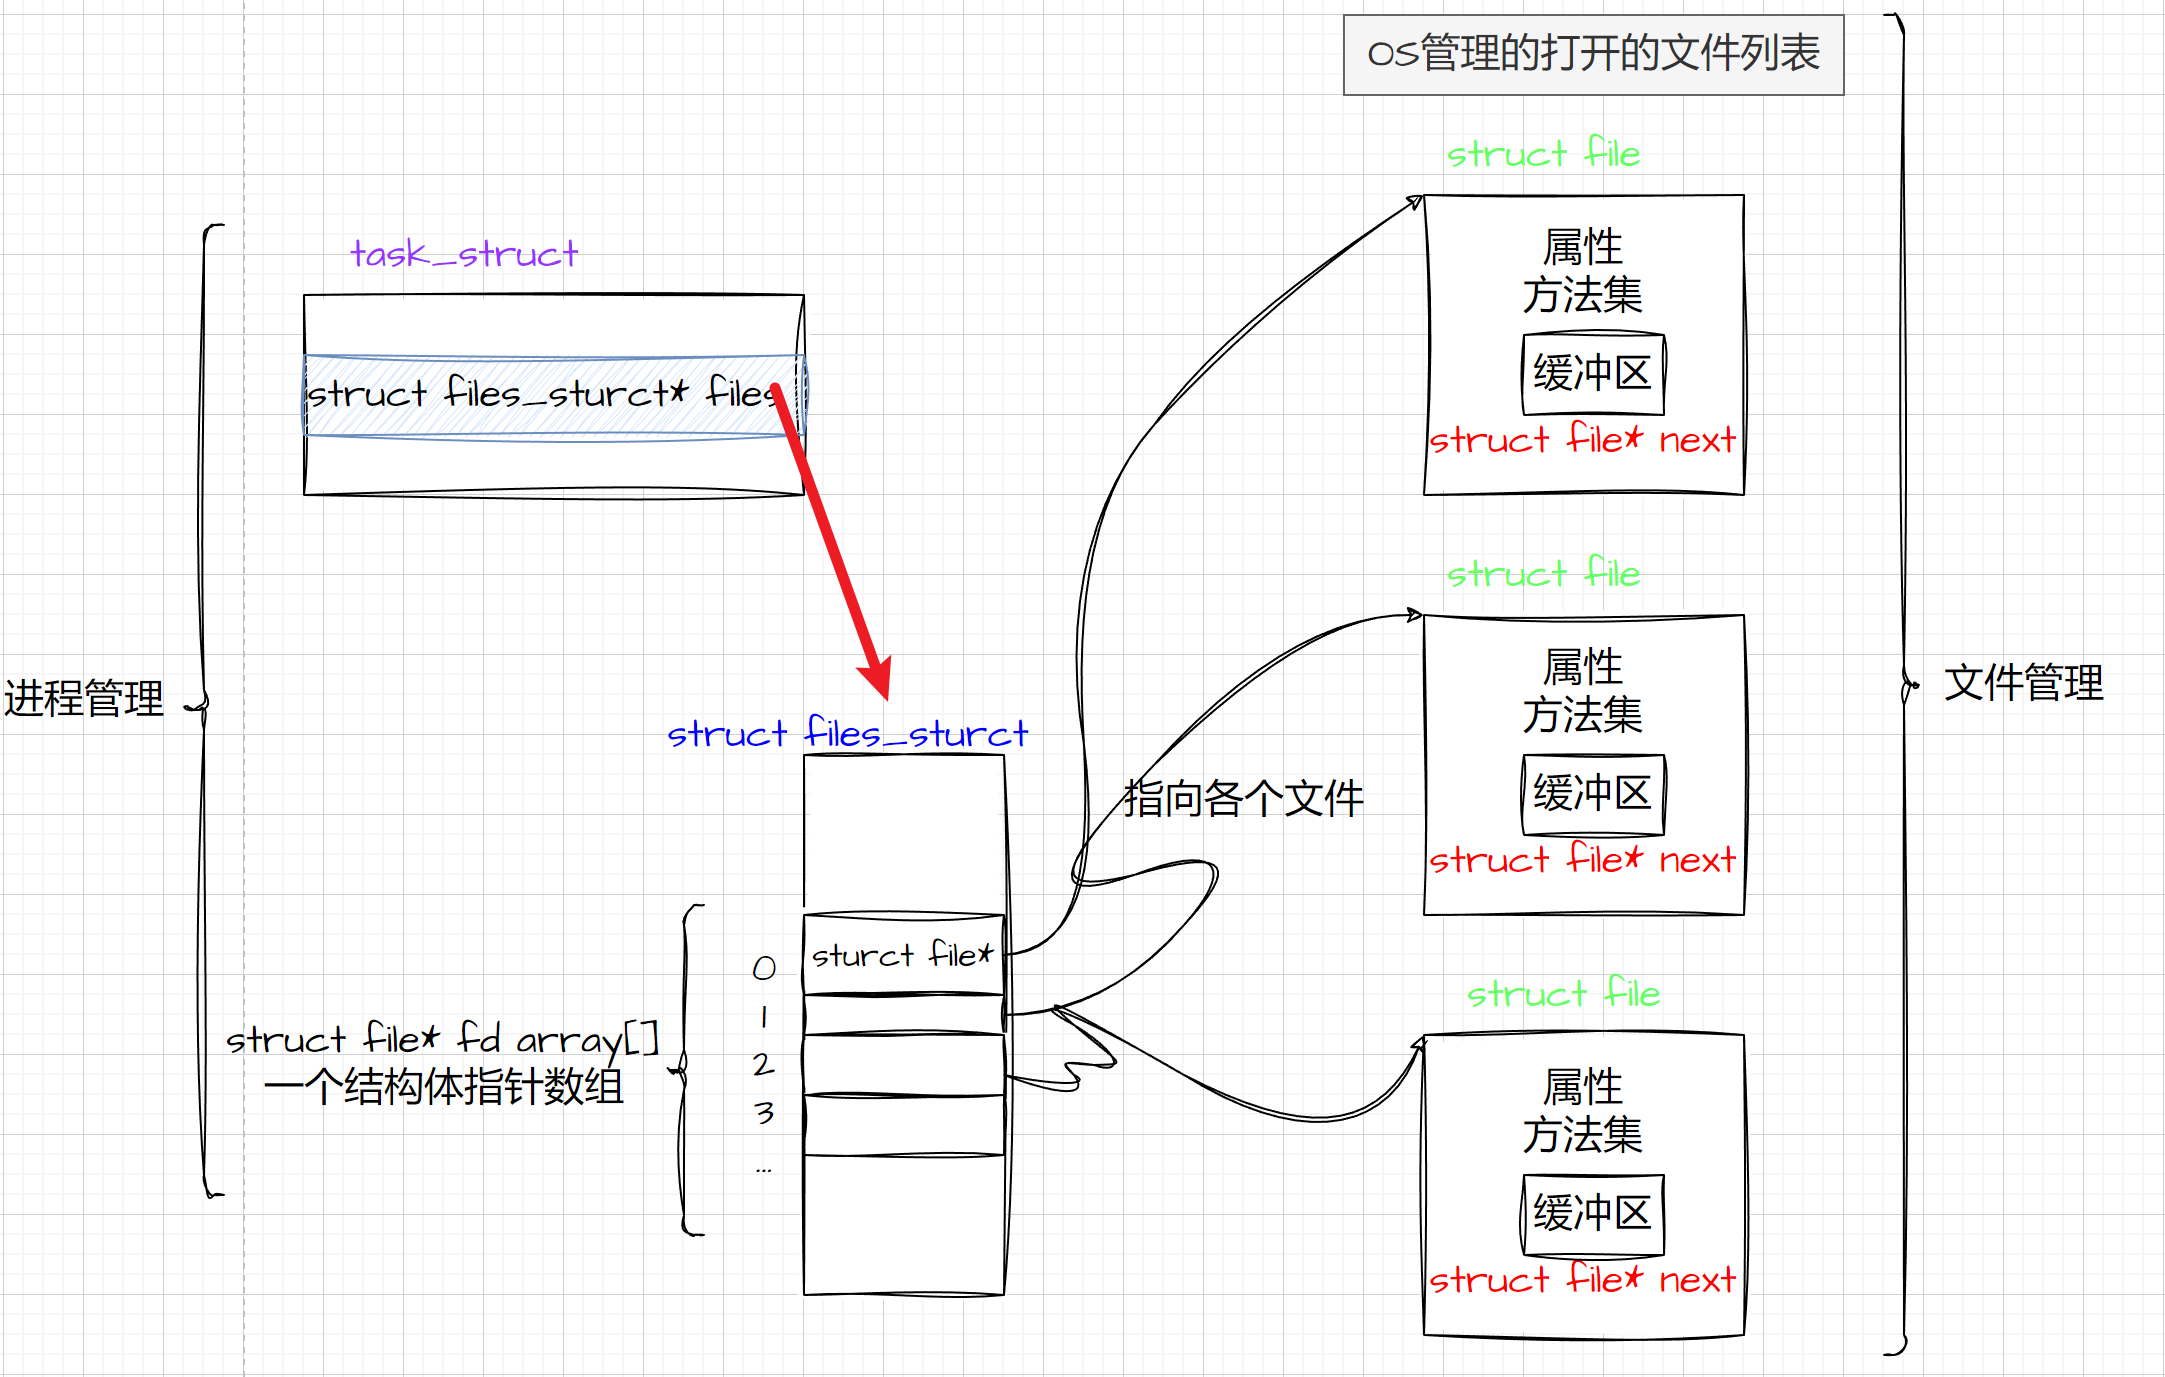 OS管理的打开的文件列表
struct file
属性
方法集
缓冲区
struct file* next
task_struct
struct files_sturct* files
进程管理
struct files_sturct
指向各个文件
struct file
属性
方法集
缓冲区
struct file* next
文件管理
sturct file*
0
1
2
3
...
struct file* fd array[]
一个结构体指针数组
struct file
属性
方法集
缓冲区
struct file* next